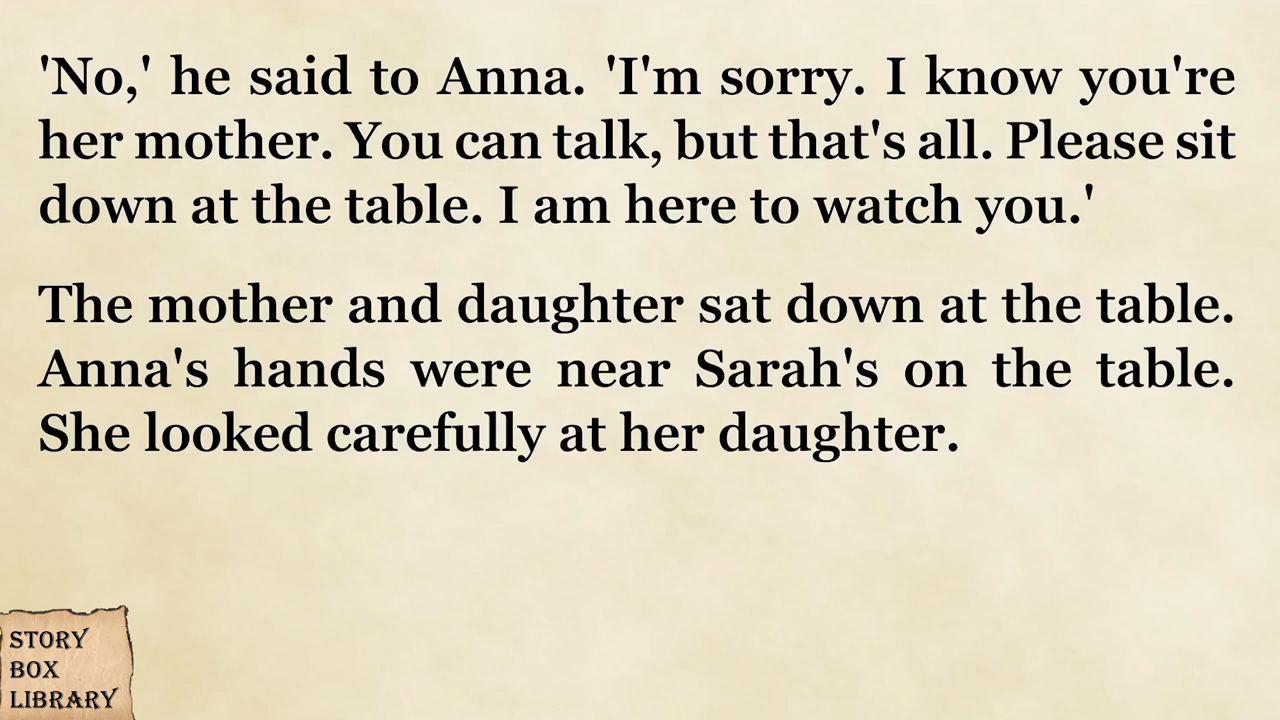 'No,' he said to Anna. 'I'm sorry. I know you're
her mother. You can talk, but that's all. Please sit
down at the table. I am here to watch you.'
The mother and daughter sat down at the table.
Anna's hands were near Sarah's on the table.
She looked carefully at her daughter.
STORY
BOX
LIBRARY